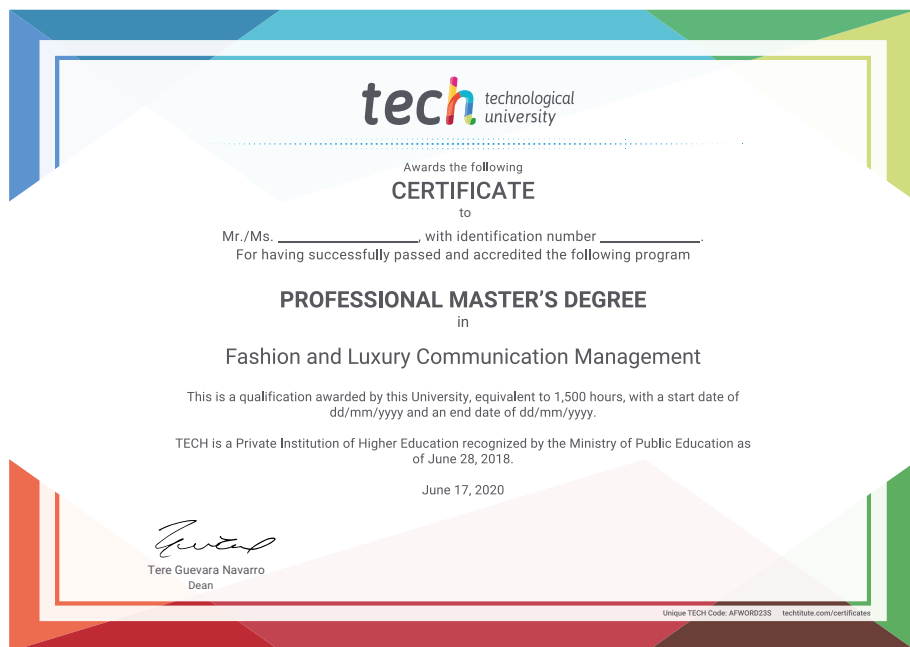 tech technological
university
Awards the following
CERTIFICATE
to
Mr./Ms. ____________________, with identification number ______________.
For having successfully passed and accredited the following program
PROFESSIONAL MASTER'S DEGREE
in
Fashion and Luxury Communication Management
This is a qualification awarded by this University, equivalent to 1,500 hours, with a start date of
dd/mm/yyyy and an end date of dd/mm/yyyy.
TECH is a Private Institution of Higher Education recognized by the Ministry of Public Education as
of June 28, 2018.
June 17, 2020
Tere Guevara Navarro
Dean
Unique TECH Code: AFWORD23S techtitute.com/certificates